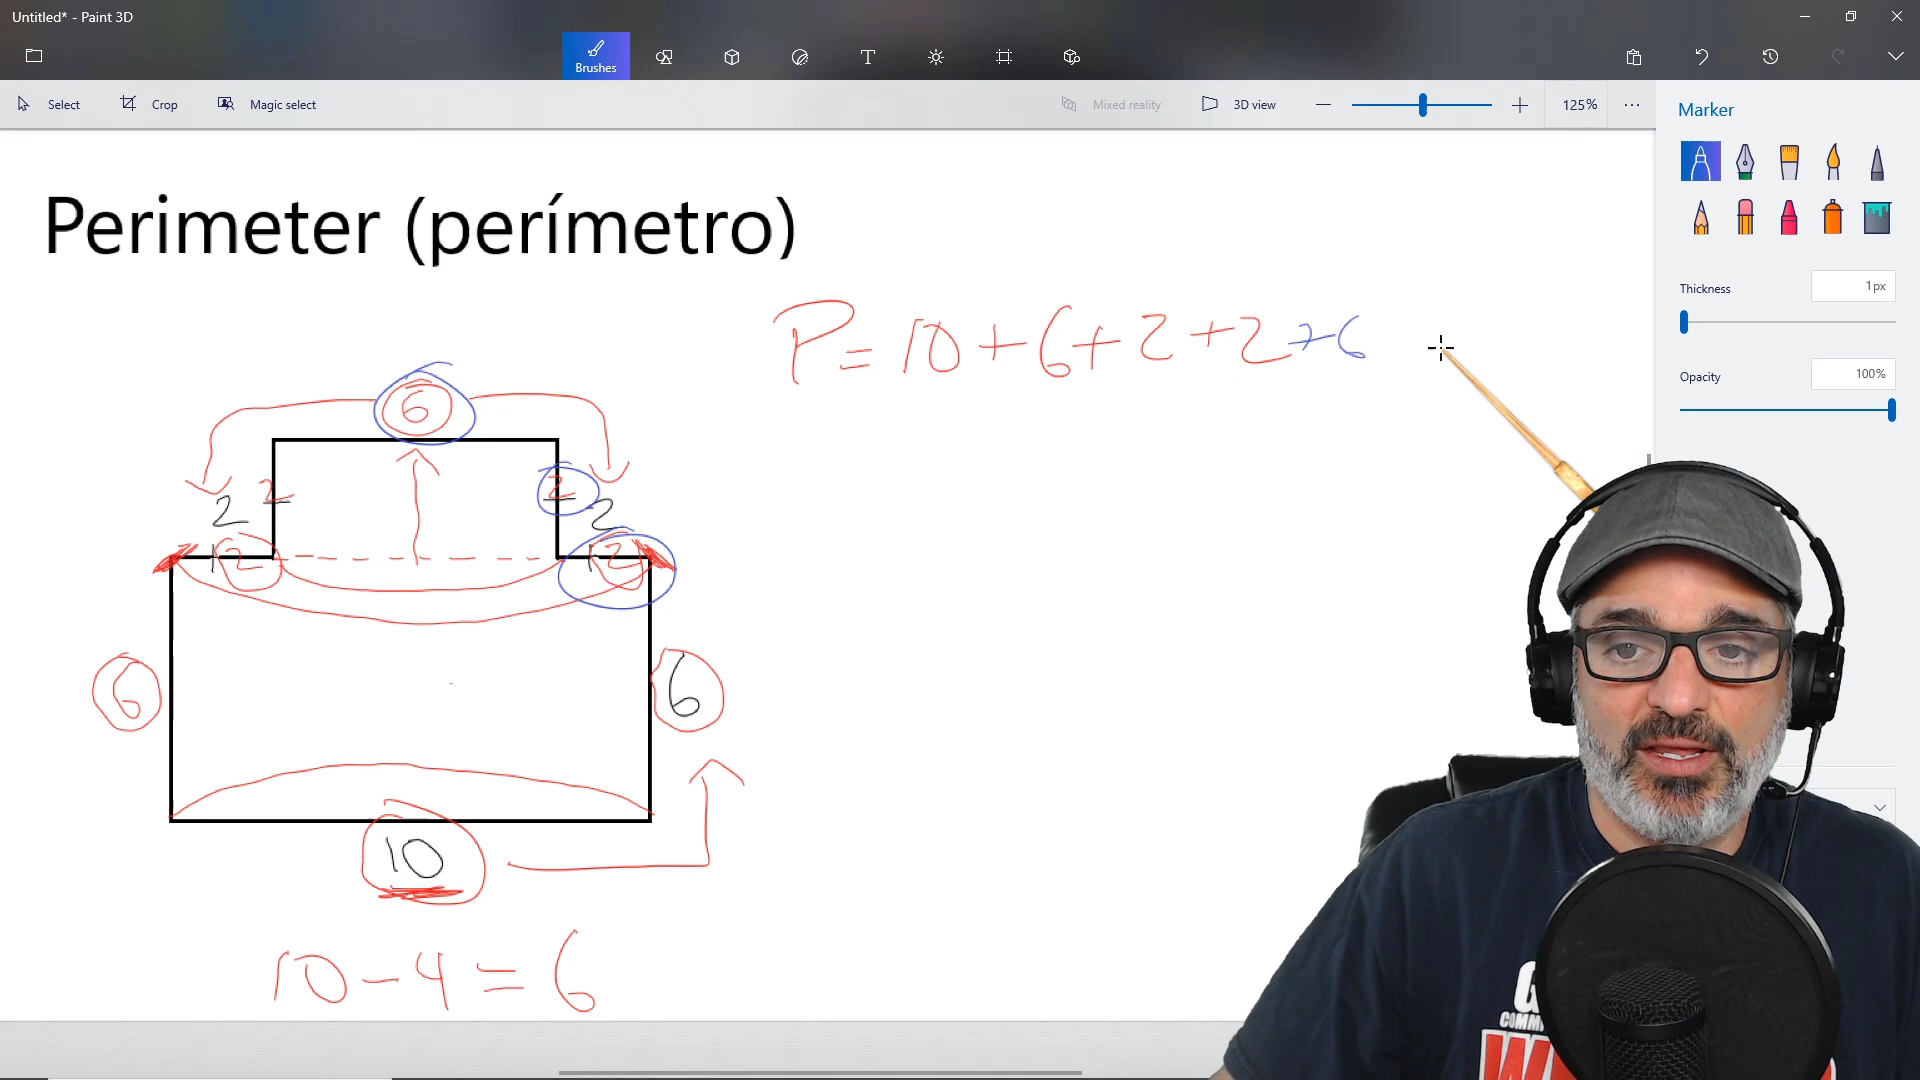 Untitled* - Paint 3D
Brushes
Select Crop Magic select Mixed reality 3D view 125%
Marker
Perimeter (perímetro)
Thickness 1px
P = 10 + 6 + 2 + 2 + 6
Opacity 100%
6
2 2 2 2
2 2
6 6
10
10 - 4 = 6